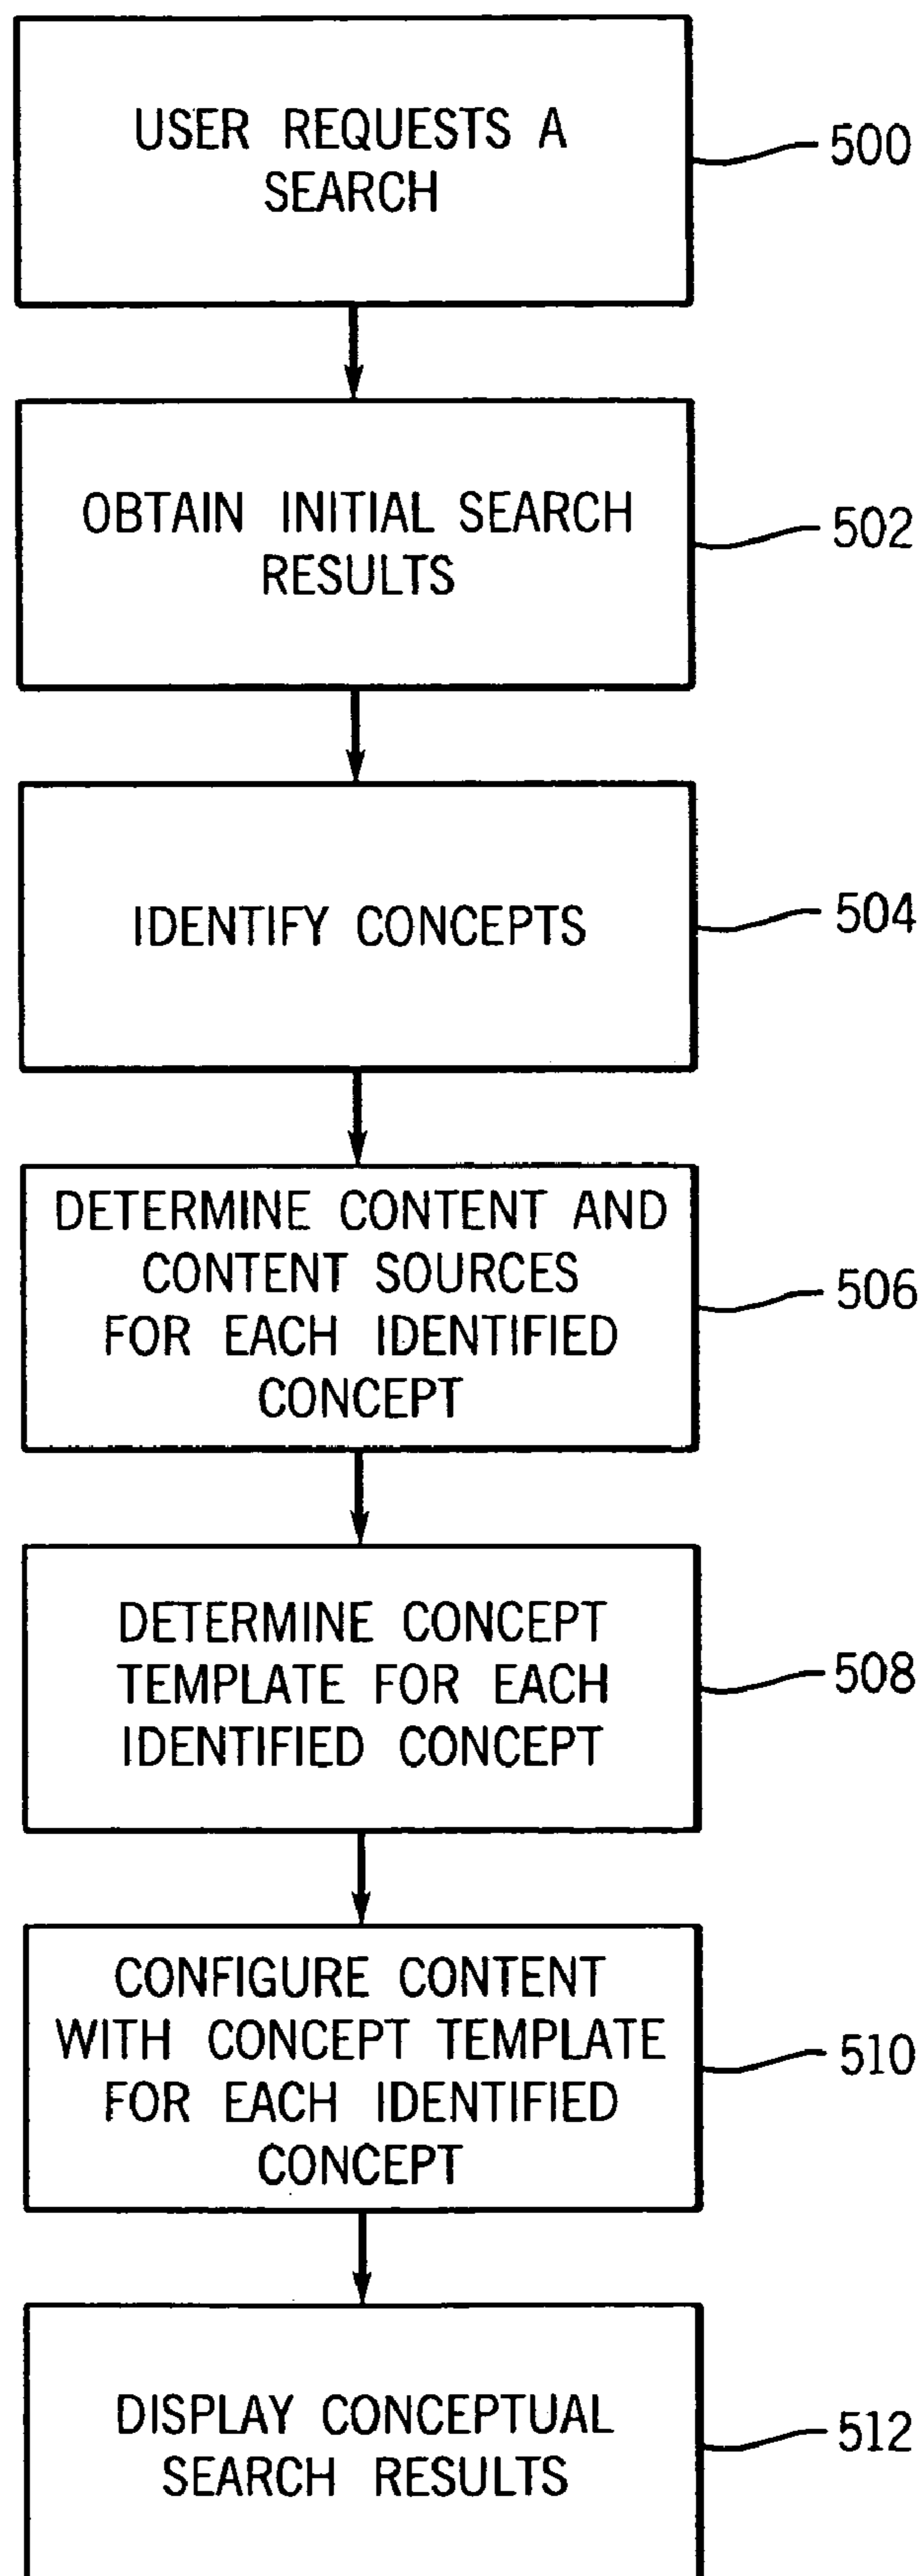 USER REQUESTS A
SEARCH
500
OBTAIN INITIAL SEARCH
RESULTS
502
IDENTIFY CONCEPTS
504
DETERMINE CONTENT AND
CONTENT SOURCES
FOR EACH IDENTIFIED
CONCEPT
506
DETERMINE CONCEPT
TEMPLATE FOR EACH
IDENTIFIED CONCEPT
508
CONFIGURE CONTENT
WITH CONCEPT TEMPLATE
FOR EACH IDENTIFIED
CONCEPT
510
DISPLAY CONCEPTUAL
SEARCH RESULTS
512